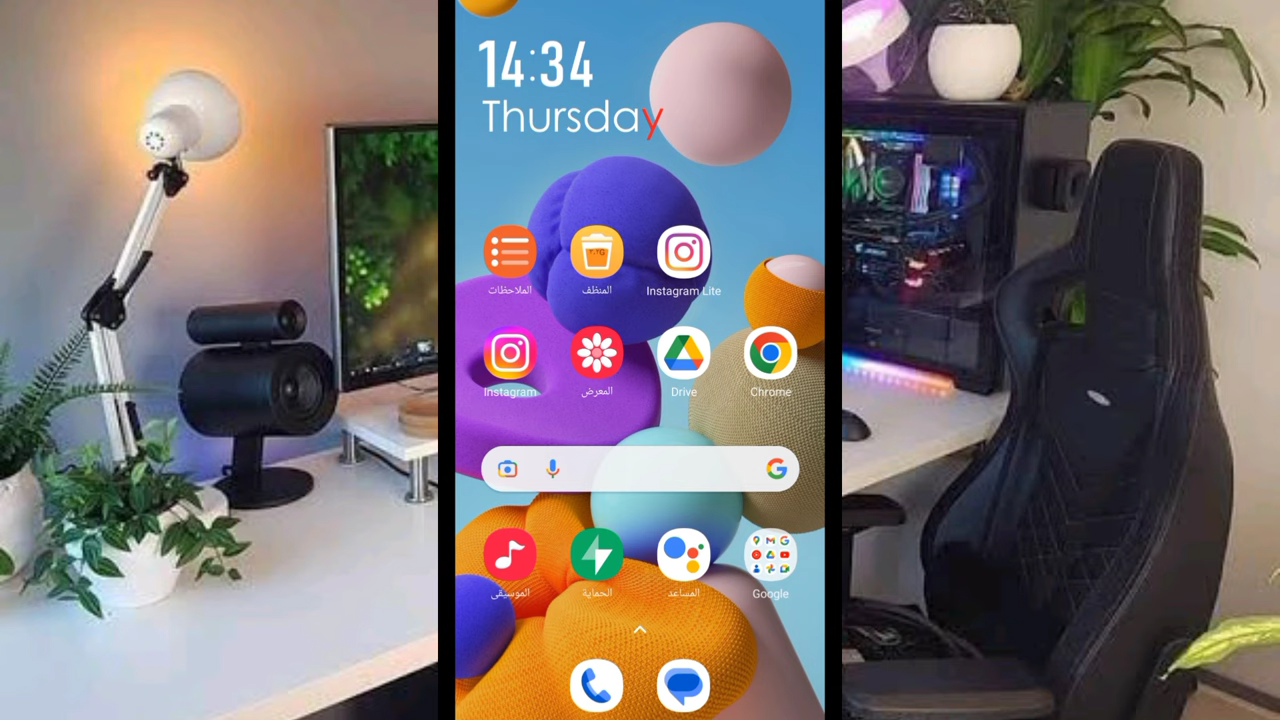 14:34
Thursday
الملاحظات
المنظف
Instagram Lite
Instagram
المعرض
Drive
Chrome
الموسيقى
الحماية
المساعد
Google